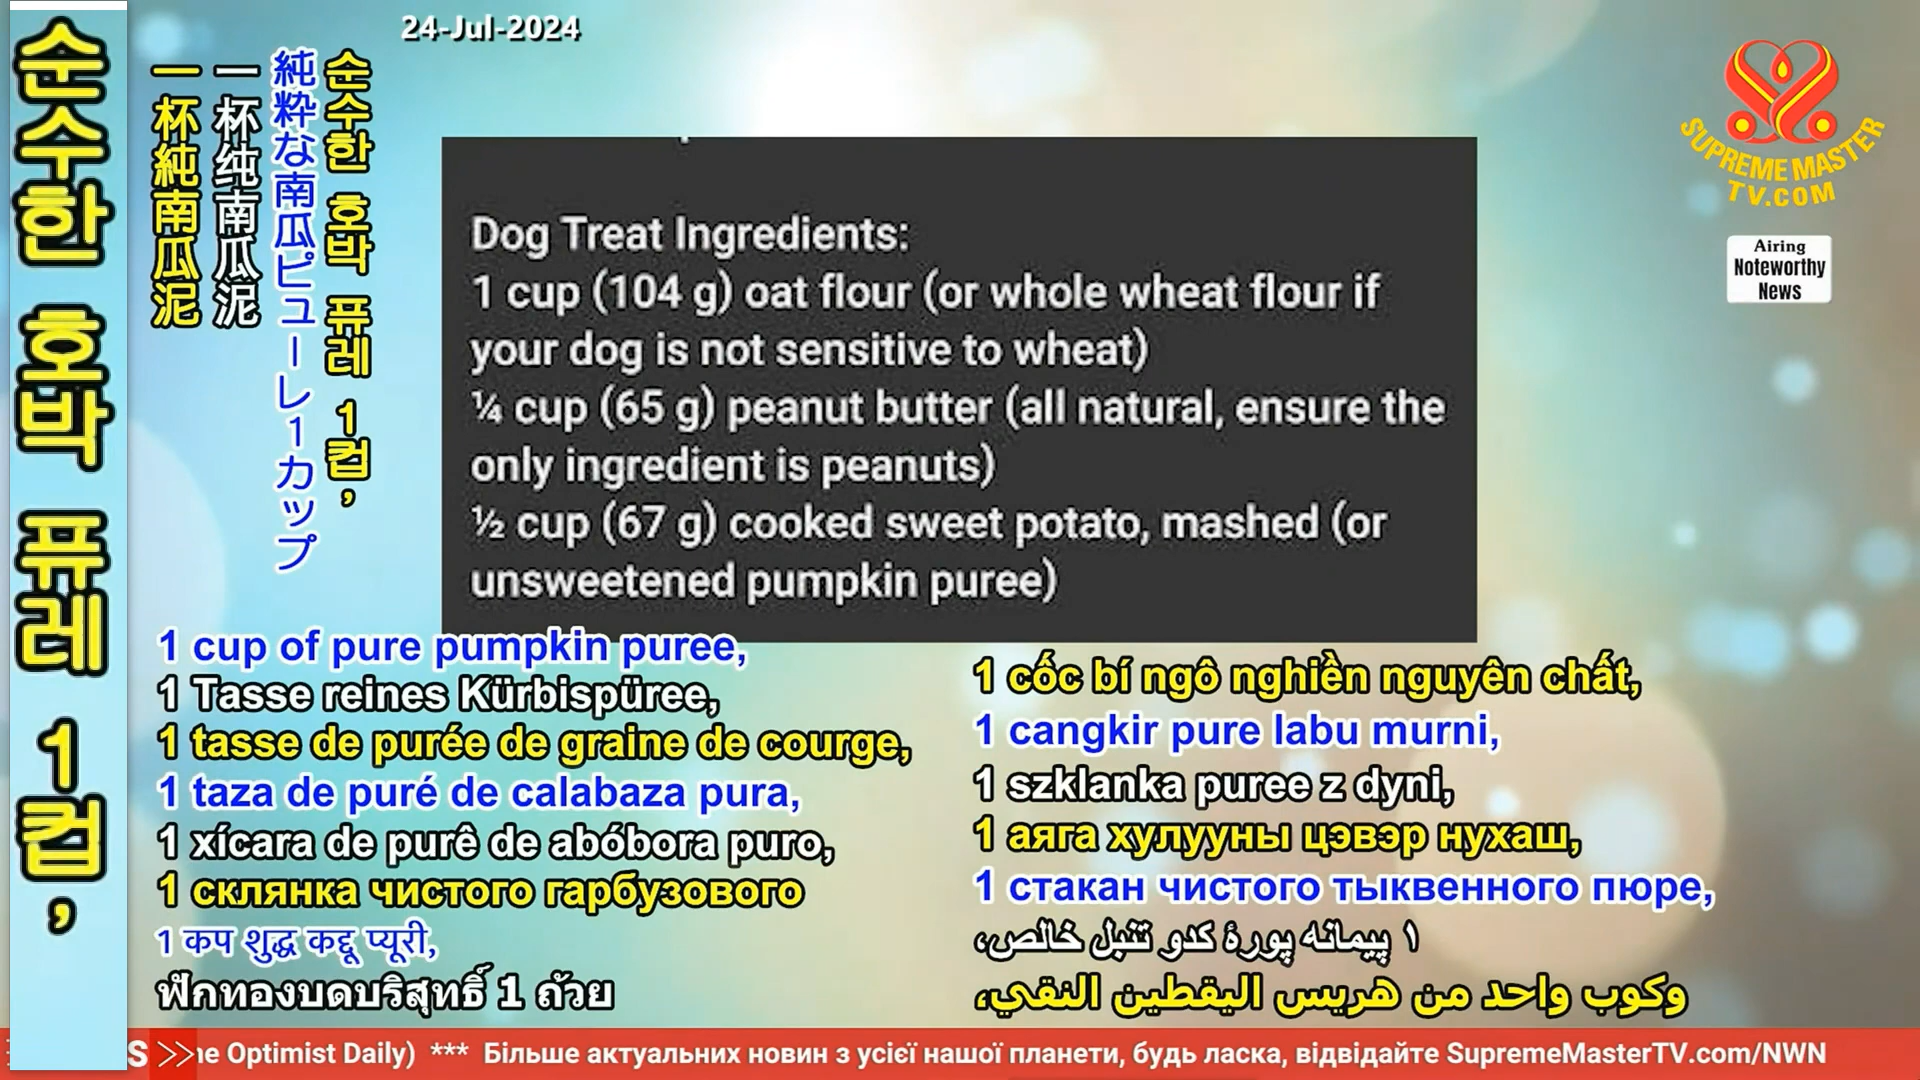 24-Jul-2024
순수한 호박 퓨레 1컵,
一杯純南瓜泥
一杯纯南瓜泥
純粋な南瓜ピューレ1カップ
순수한 호박 퓨레 1컵,
SUPREME MASTER
TV.COM
Airing
Noteworthy
News
Dog Treat Ingredients:
1 cup (104 g) oat flour (or whole wheat flour if
your dog is not sensitive to wheat)
¼ cup (65 g) peanut butter (all natural, ensure the
only ingredient is peanuts)
½ cup (67 g) cooked sweet potato, mashed (or
unsweetened pumpkin puree)
1 cup of pure pumpkin puree,
1 Tasse reines Kürbispüree,
1 tasse de purée de graine de courge,
1 taza de puré de calabaza pura,
1 xícara de purê de abóbora puro,
1 склянка чистого гарбузового
1 कप शुद्ध कद्दू प्यूरी,
ฟักทองบดบริสุทธิ์ 1 ถ้วย
1 cốc bí ngô nghiền nguyên chất,
1 cangkir pure labu murni,
1 szklanka puree z dyni,
1 аяга хулууны цэвэр нухаш,
1 стакан чистого тыквенного пюре,
۱ پیمانه پورۀ کدو تنبل خالص،
وكوب واحد من هريس اليقطين النقي،
S >> ne Optimist Daily) *** Більше актуальних новин з усієї нашої планети, будь ласка, відвідайте SupremeMasterTV.com/NWN